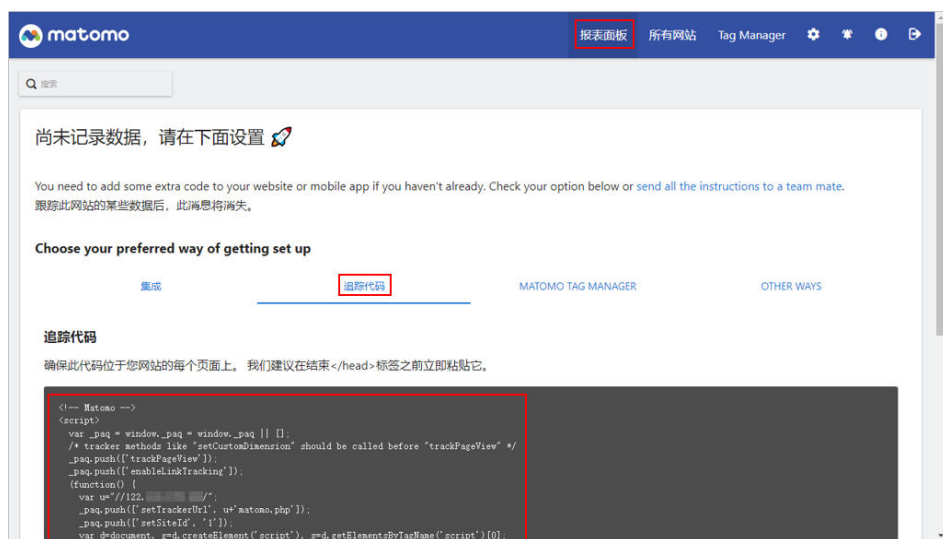 matomo
报表面板 所有网站 Tag Manager
搜索
尚未记录数据，请在下面设置 🚀
You need to add some extra code to your website or mobile app if you haven't already. Check your option below or send all the instructions to a team mate.
跟踪此网站的某些数据后，此消息将消失。
Choose your preferred way of getting set up
集成 追踪代码 MATOMO TAG MANAGER OTHER WAYS
追踪代码
确保此代码位于您网站的每个页面上。 我们建议在结束</head>标签之前立即粘贴它。
<!-- Matomo -->
<script>
var _paq = window._paq = window._paq || [];
/* tracker methods like "setCustomDimension" should be called before "trackPageView" */
_paq.push(['trackPageView']);
_paq.push(['enableLinkTracking']);
(function() {
var u="//122. /";
_paq.push(['setTrackerUrl', u+'matomo.php']);
_paq.push(['setSiteId', '1']);
var d=document, g=d.createElement('script'), s=d.getElementsByTagName('script')[0];